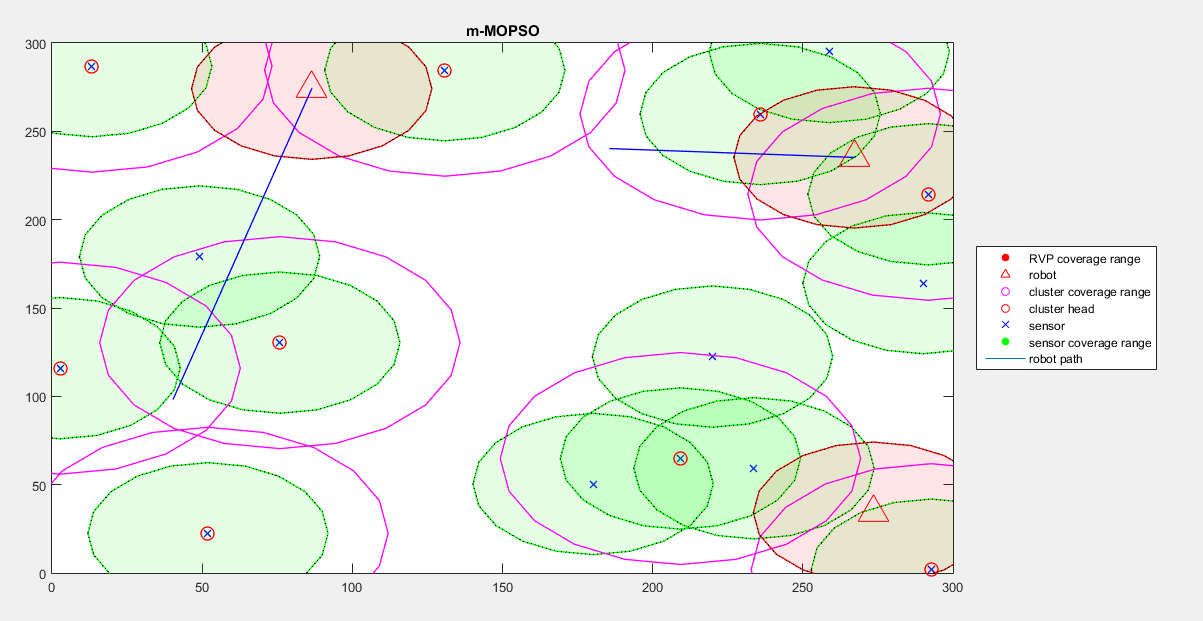 m-MOPSO
300
250
200
150
100
50
0
0 50 100 150 200 250 300
RVP coverage range
robot
cluster coverage range
cluster head
sensor
sensor coverage range
robot path